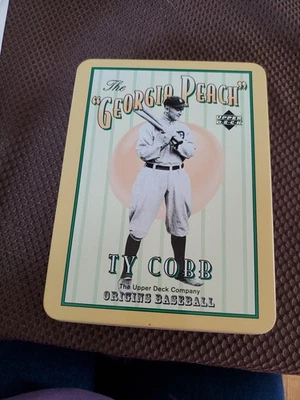 The
"GEORGIA PEACH"
UPPER
DECK
TY COBB
The Upper Deck Company
ORIGINS BASEBALL